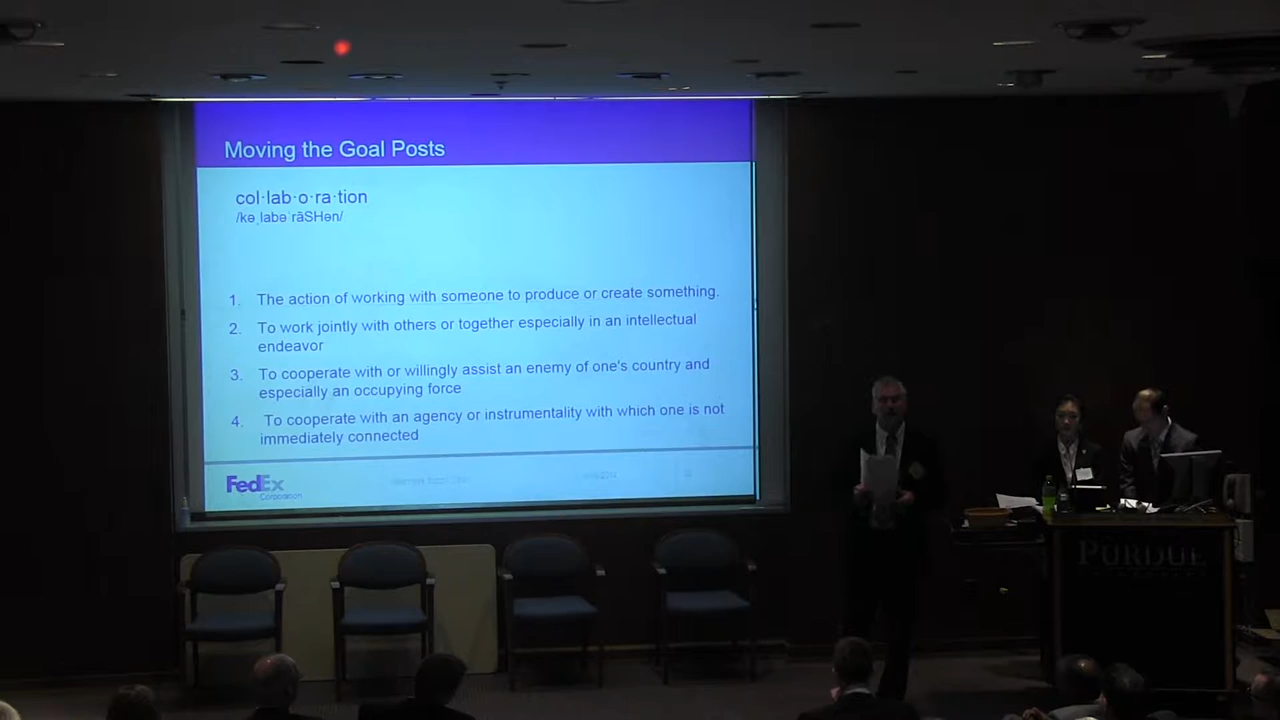 Moving the Goal Posts
col·lab·o·ra·tion
/kəˌlabəˈrāSHən/
1. The action of working with someone to produce or create something.
2. To work jointly with others or together especially in an intellectual
endeavor
3. To cooperate with or willingly assist an enemy of one's country and
especially an occupying force
4. To cooperate with an agency or instrumentality with which one is not
immediately connected
FedEx
Corporation
PURDUE